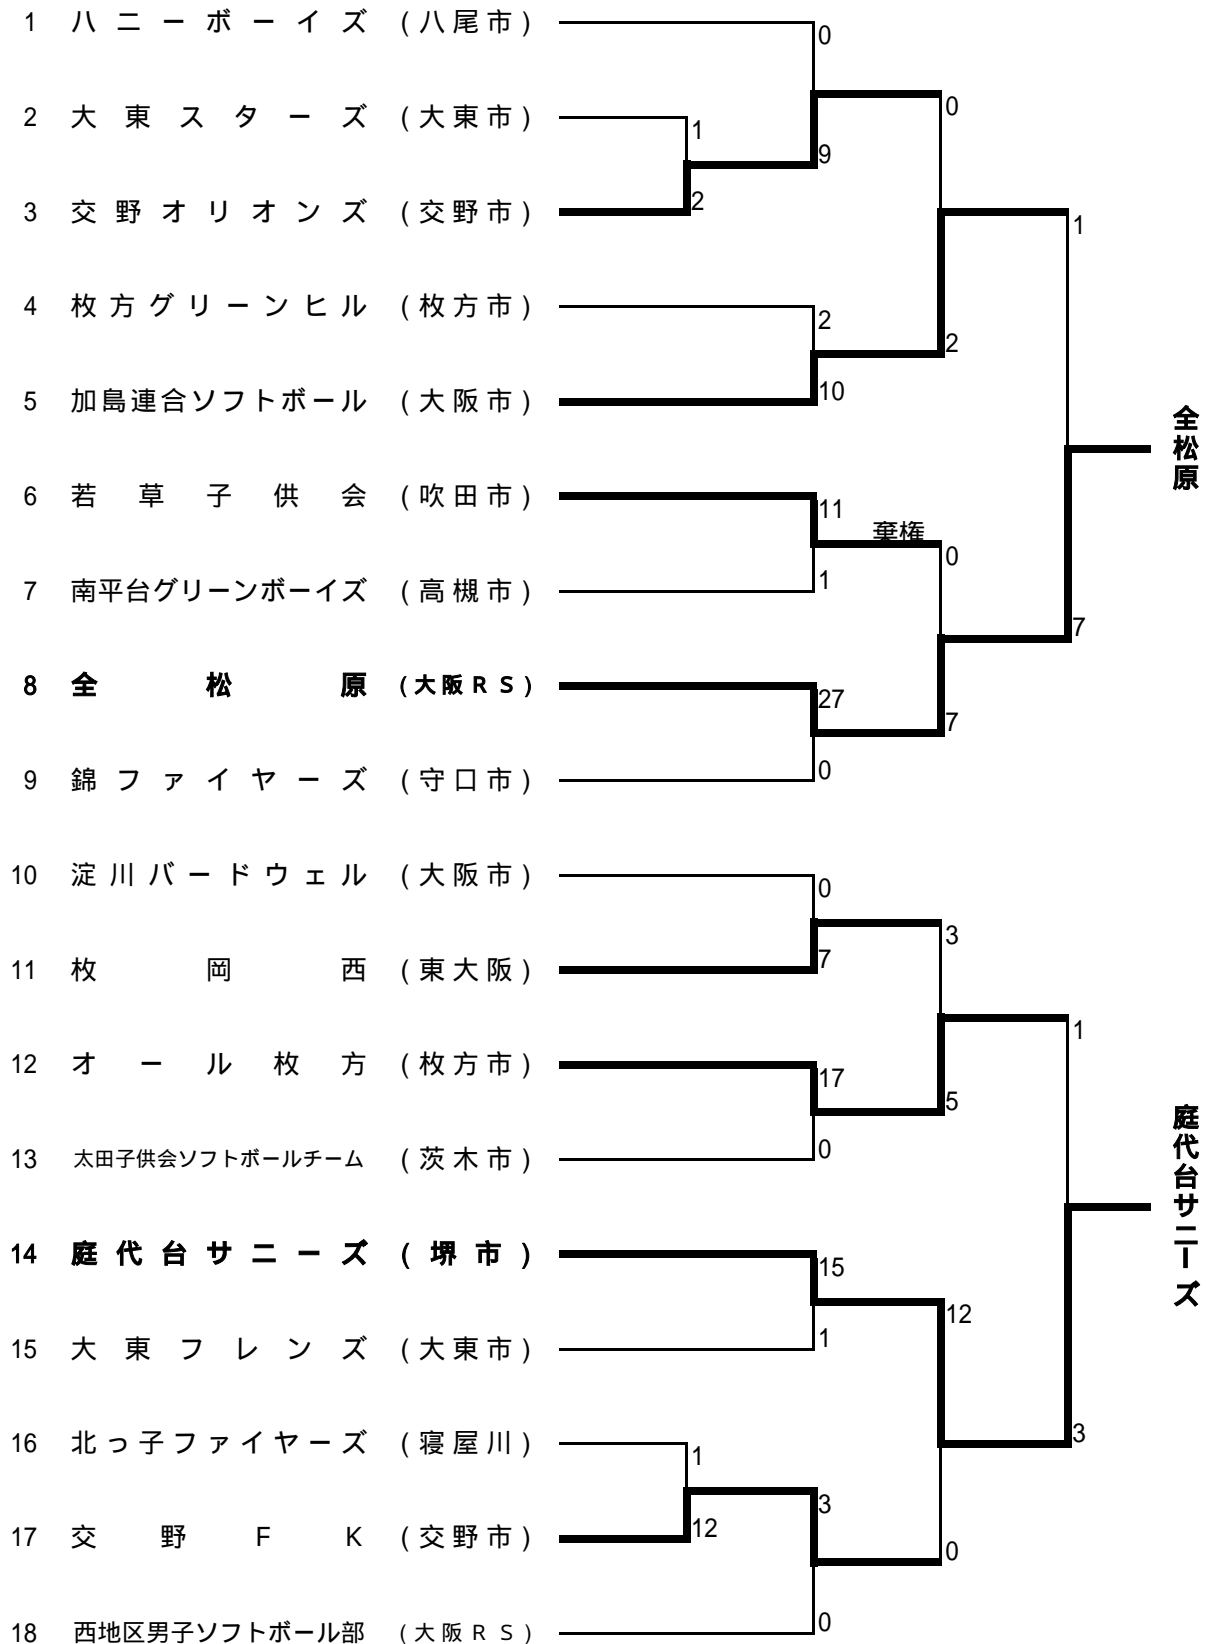 1 ハニーボーイズ (八尾市)
0
2 大東スターズ (大東市)
0
1
9
3 交野オリオンズ (交野市)
2
1
4 枚方グリーンヒル (枚方市)
2
2
5 加島連合ソフトボール (大阪市)
10
全松原
6 若草子供会 (吹田市)
11
棄権
0
7 南平台グリーンボーイズ (高槻市)
1
7
8 全松原 (大阪RS)
27
7
9 錦ファイヤーズ (守口市)
0
10 淀川バードウェル (大阪市)
0
3
11 枚岡西 (東大阪)
7
1
12 オール枚方 (枚方市)
17
5
13 太田子供会ソフトボールチーム (茨木市)
0
庭代台サニーズ
14 庭代台サニーズ (堺市)
15
12
15 大東フレンズ (大東市)
1
16 北っ子ファイヤーズ (寝屋川)
1
3
3
17 交野FK (交野市)
12
0
18 西地区男子ソフトボール部 (大阪RS)
0